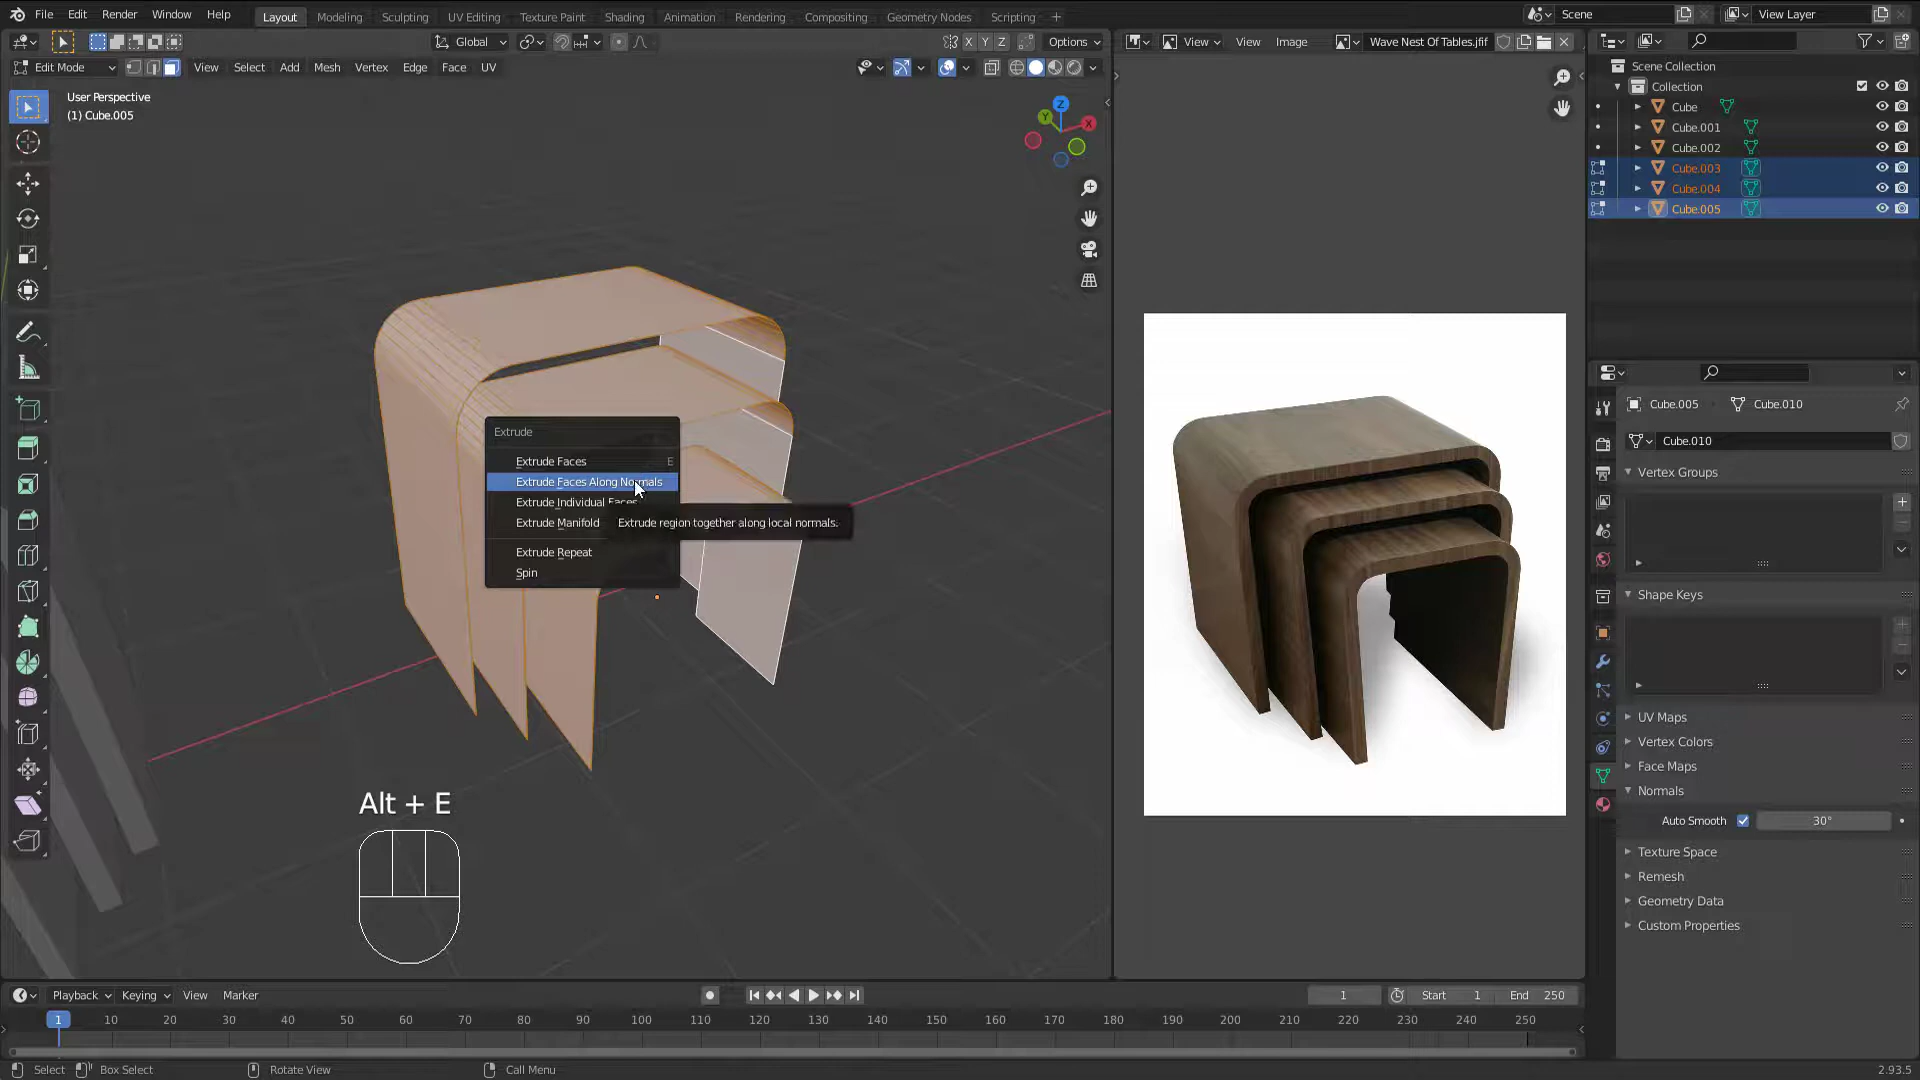 File Edit Render Window Help Layout Modeling Sculpting UV Editing Texture Paint Shading Animation Rendering Compositing Geometry Nodes Scripting + Scene View Layer
Global X Y Z Options View View Image Wave Nest Of Tables.jfif
Edit Mode View Select Add Mesh Vertex Edge Face UV
User Perspective
(1) Cube.005
Z
Y
X
Scene Collection
Collection
Cube
Cube.001
Cube.002
Cube.003
Cube.004
Cube.005
Extrude
Extrude Faces E
Extrude Faces Along Normals
Extrude Individual Faces
Extrude Manifold
Extrude region together along local normals.
Extrude Repeat
Spin
Alt + E
Cube.005 Cube.010
Cube.010
Vertex Groups
Shape Keys
UV Maps
Vertex Colors
Face Maps
Normals
Auto Smooth 30°
Texture Space
Remesh
Geometry Data
Custom Properties
Playback Keying View Marker 1 Start 1 End 250
1 10 20 30 40 50 60 70 80 90 100 110 120 130 140 150 160 170 180 190 200 210 220 230 240 250
Select Box Select Rotate View Call Menu 2.93.5